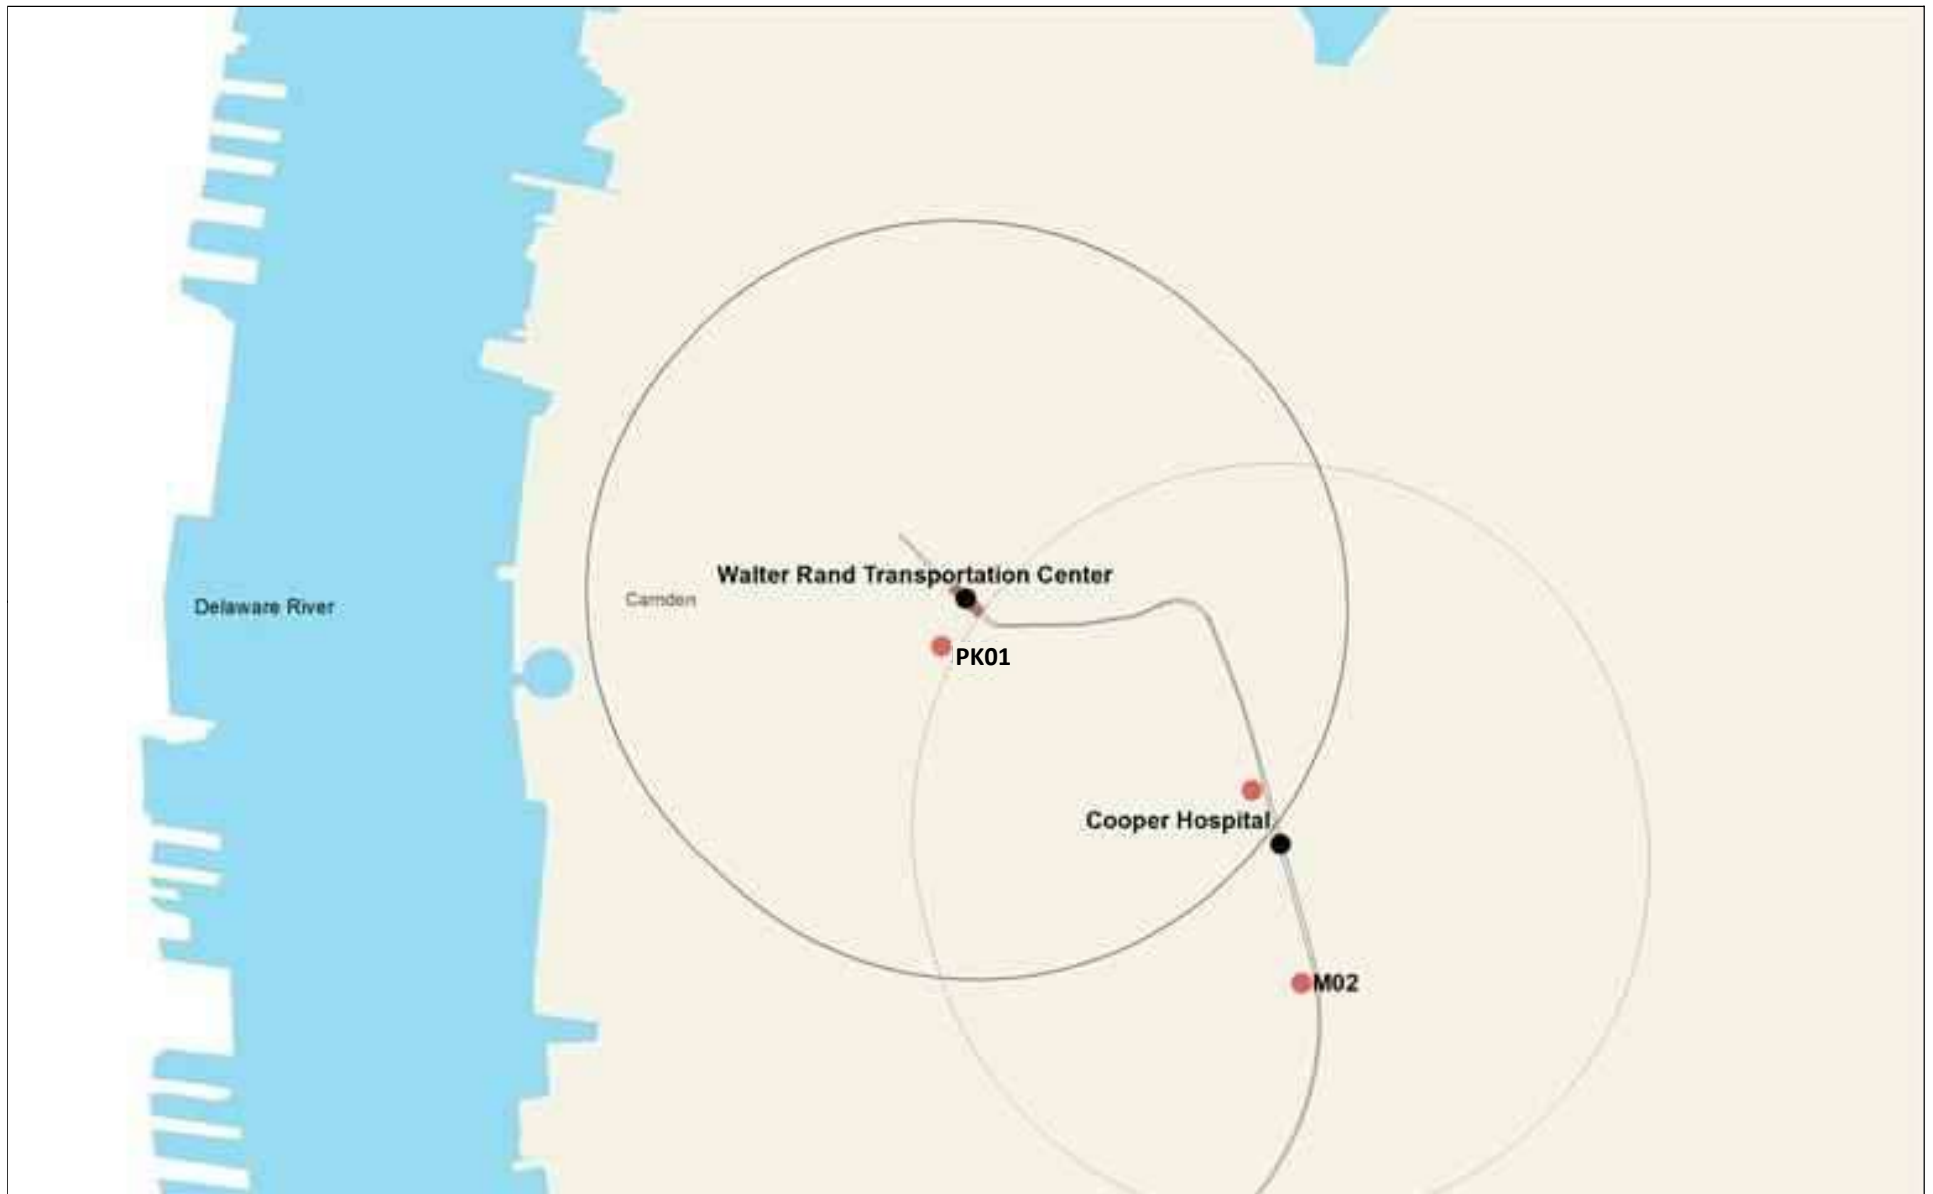 Walter Rand Transportation Center
Camden
Delaware River
PK01
Cooper Hospital
M02